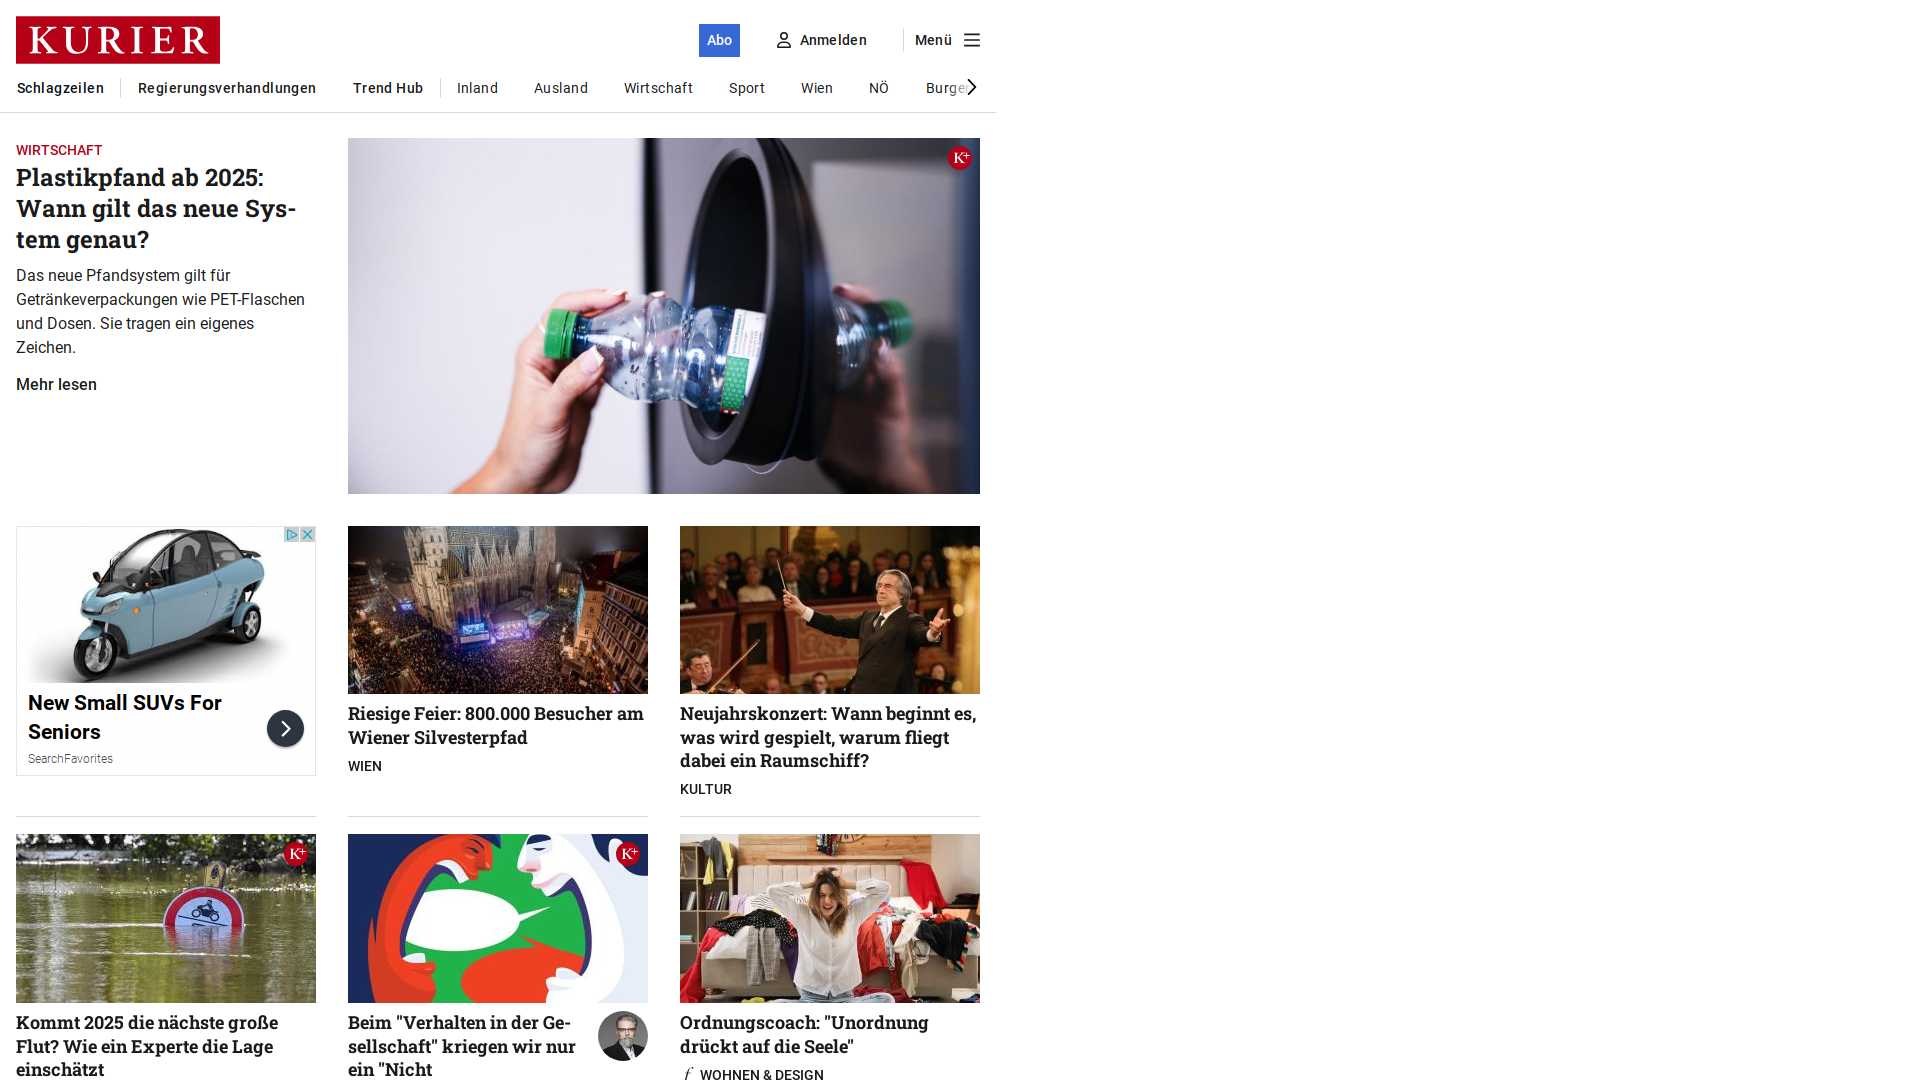 KURIER
Abo
Anmelden
Menü
Schlagzeilen
Regierungsverhandlungen
Trend Hub
Inland
Ausland
Wirtschaft
Sport
Wien
NÖ
WIRTSCHAFT
Plastikpfand ab 2025:
Wann gilt das neue Sys-
tem genau?
Das neue Pfandsystem gilt für
Getränkeverpackungen wie PET-Flaschen
und Dosen. Sie tragen ein eigenes
Zeichen.
Mehr lesen
K+
New Small SUVs For
Seniors
SearchFavorites
Riesige Feier: 800.000 Besucher am
Wiener Silvesterpfad
WIEN
Neujahrskonzert: Wann beginnt es,
was wird gespielt, warum fliegt
dabei ein Raumschiff?
KULTUR
K+
Kommt 2025 die nächste große
Flut? Wie ein Experte die Lage
einschätzt
K+
Beim "Verhalten in der Ge-
sellschaft" kriegen wir nur
ein "Nicht
Ordnungscoach: "Unordnung
drückt auf die Seele"
f WOHNEN & DESIGN